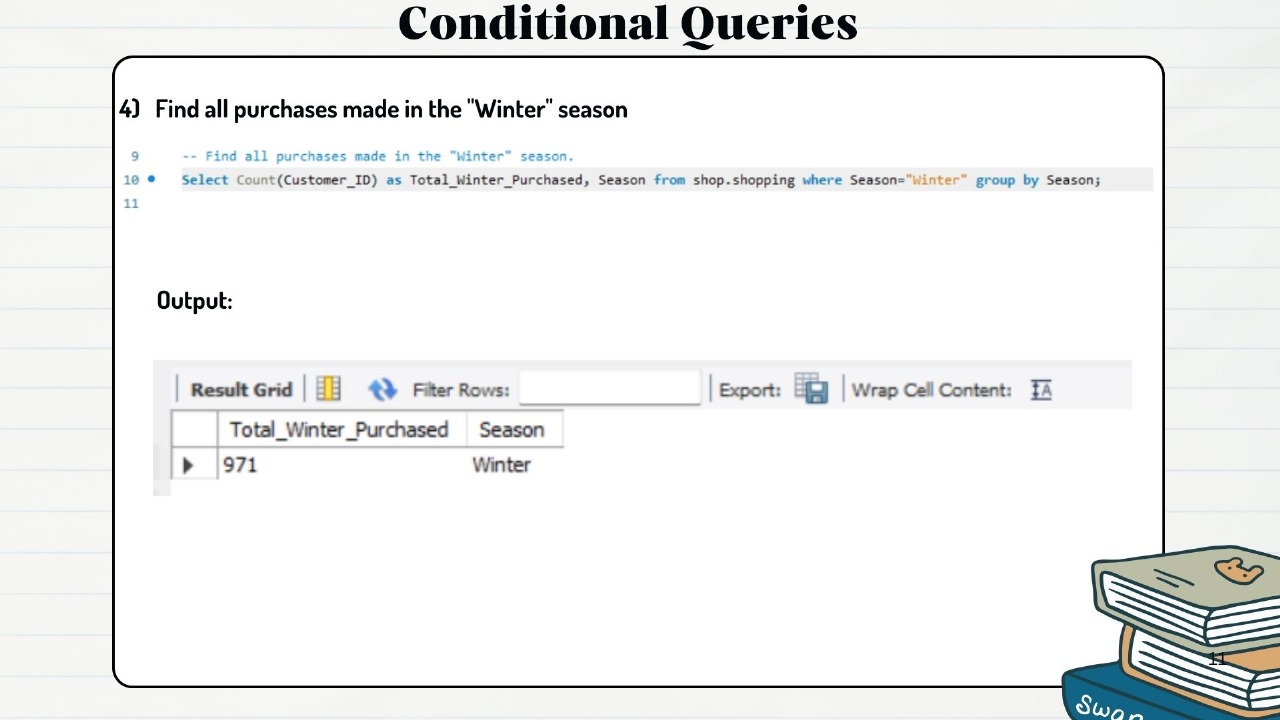 Conditional Queries
4) Find all purchases made in the "Winter" season
9 -- Find all purchases made in the "Winter" season.
10 Select Count(Customer_ID) as Total_Winter_Purchased, Season from shop.shopping where Season="Winter" group by Season;
11
Output:
Result Grid Filter Rows: Export: Wrap Cell Content: IA
Total_Winter_Purchased Season
971 Winter
11